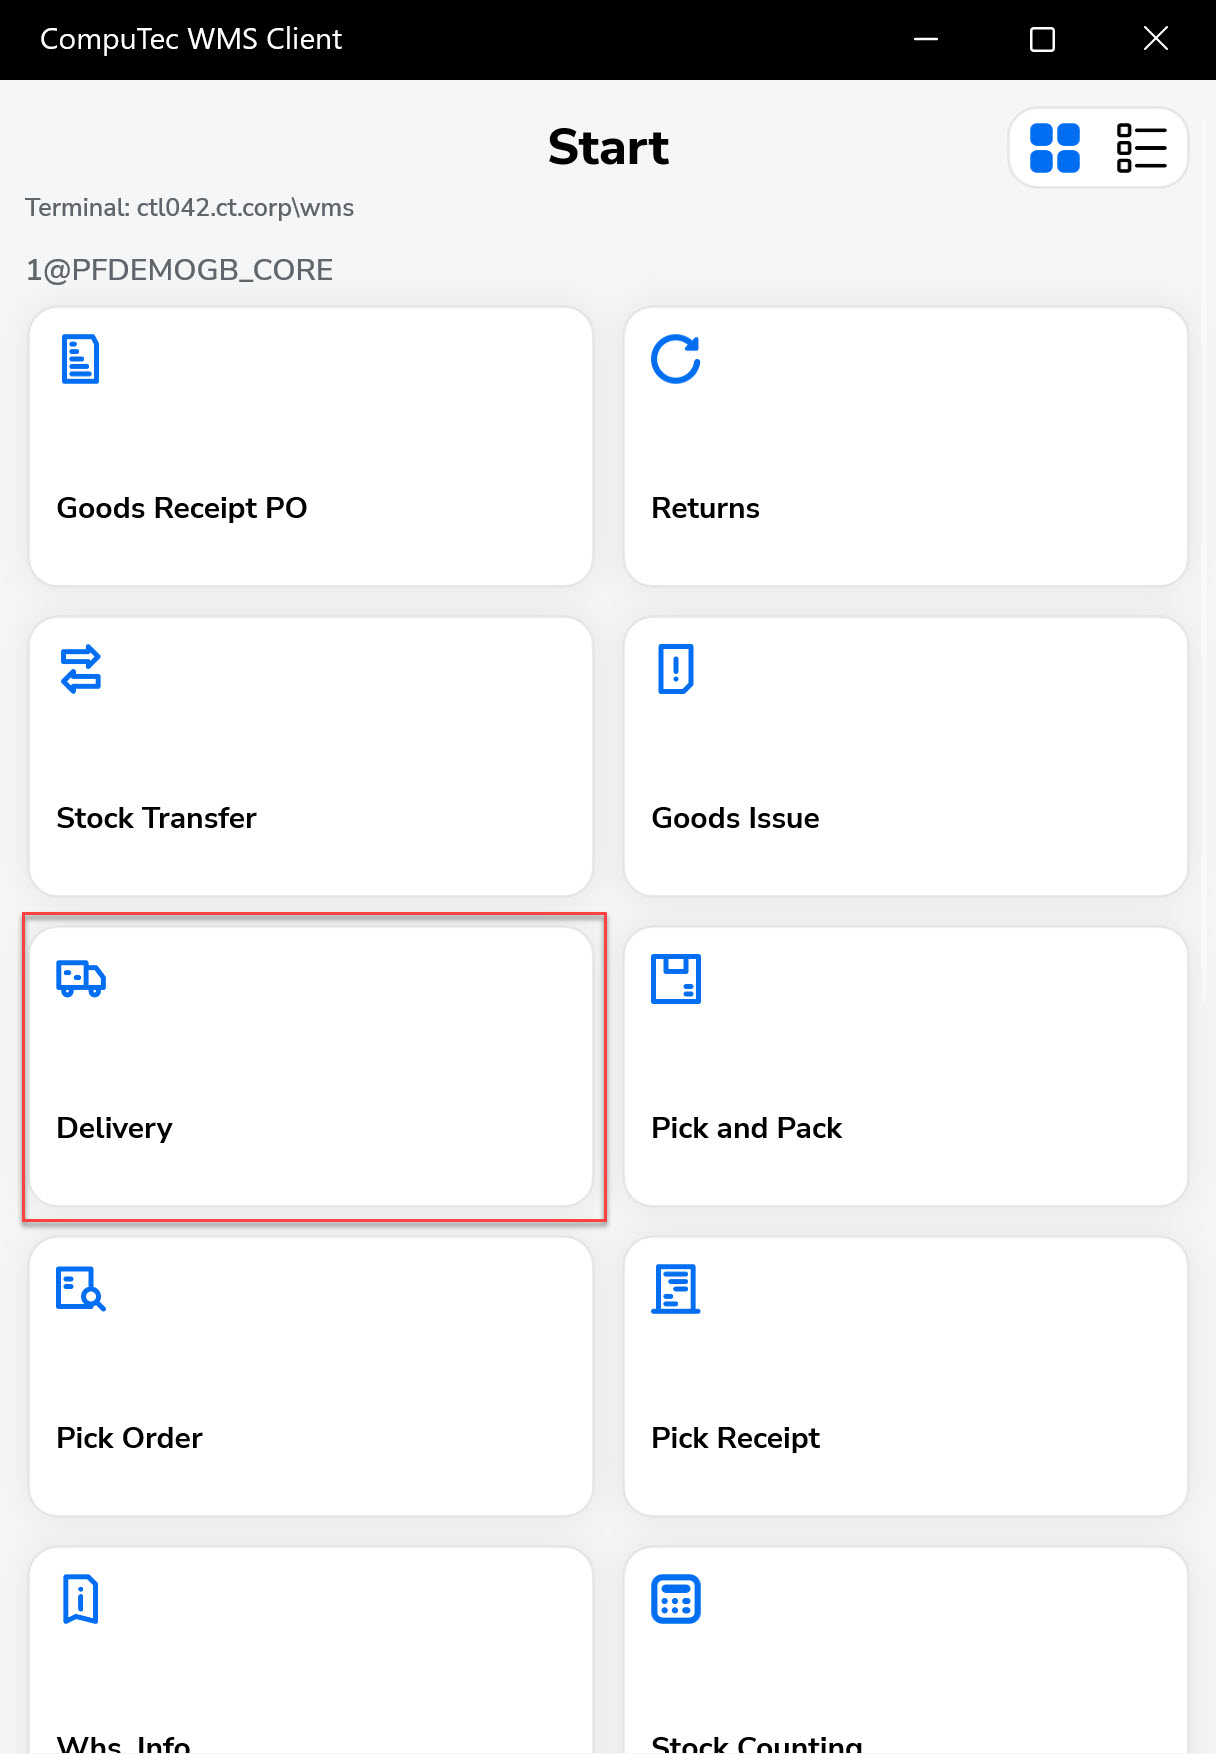 CompuTec WMS Client
Start
Terminal: ctl042.ct.corp\wms
1@PFDEMOGB_CORE
Goods Receipt PO
Returns
Stock Transfer
Goods Issue
Delivery
Pick and Pack
Pick Order
Pick Receipt
Whs. Info
Stock Counting